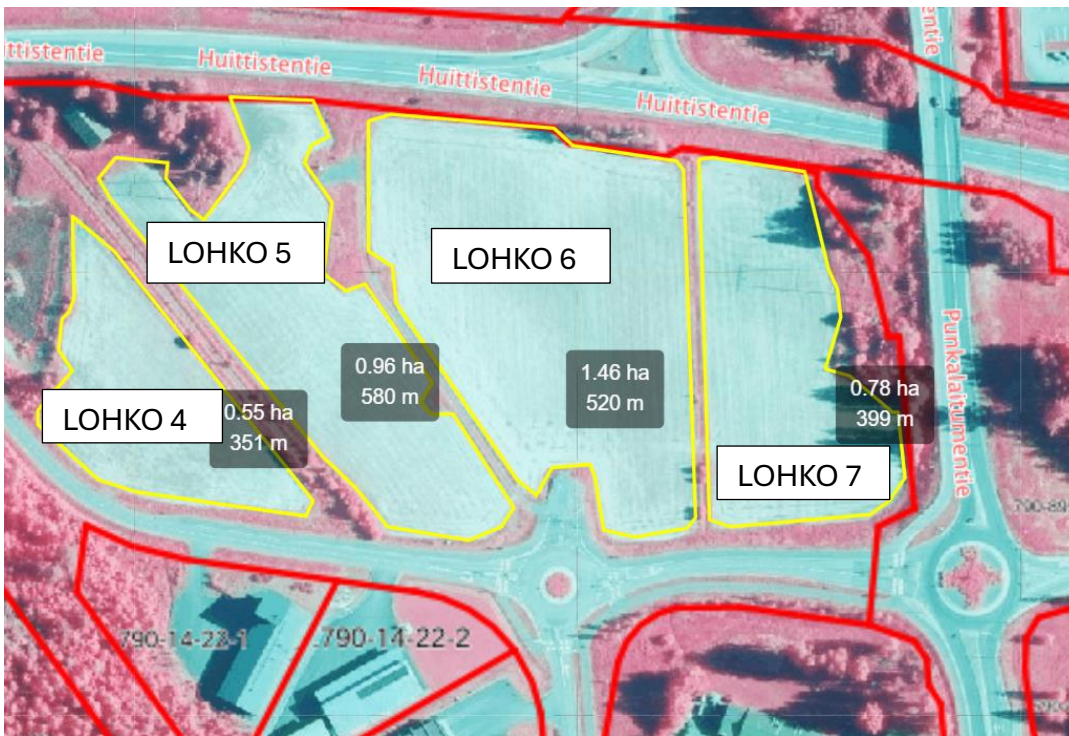 Huittistentie
Huittistentie
Huittistentie
LOHKO 5
LOHKO 6
0.96 ha
580 m
1.46 ha
520 m
0.78 ha
399 m
LOHKO 4
0.55 ha
351 m
LOHKO 7
Punkalaitumentie
790-14-22-1
790-14-22-2